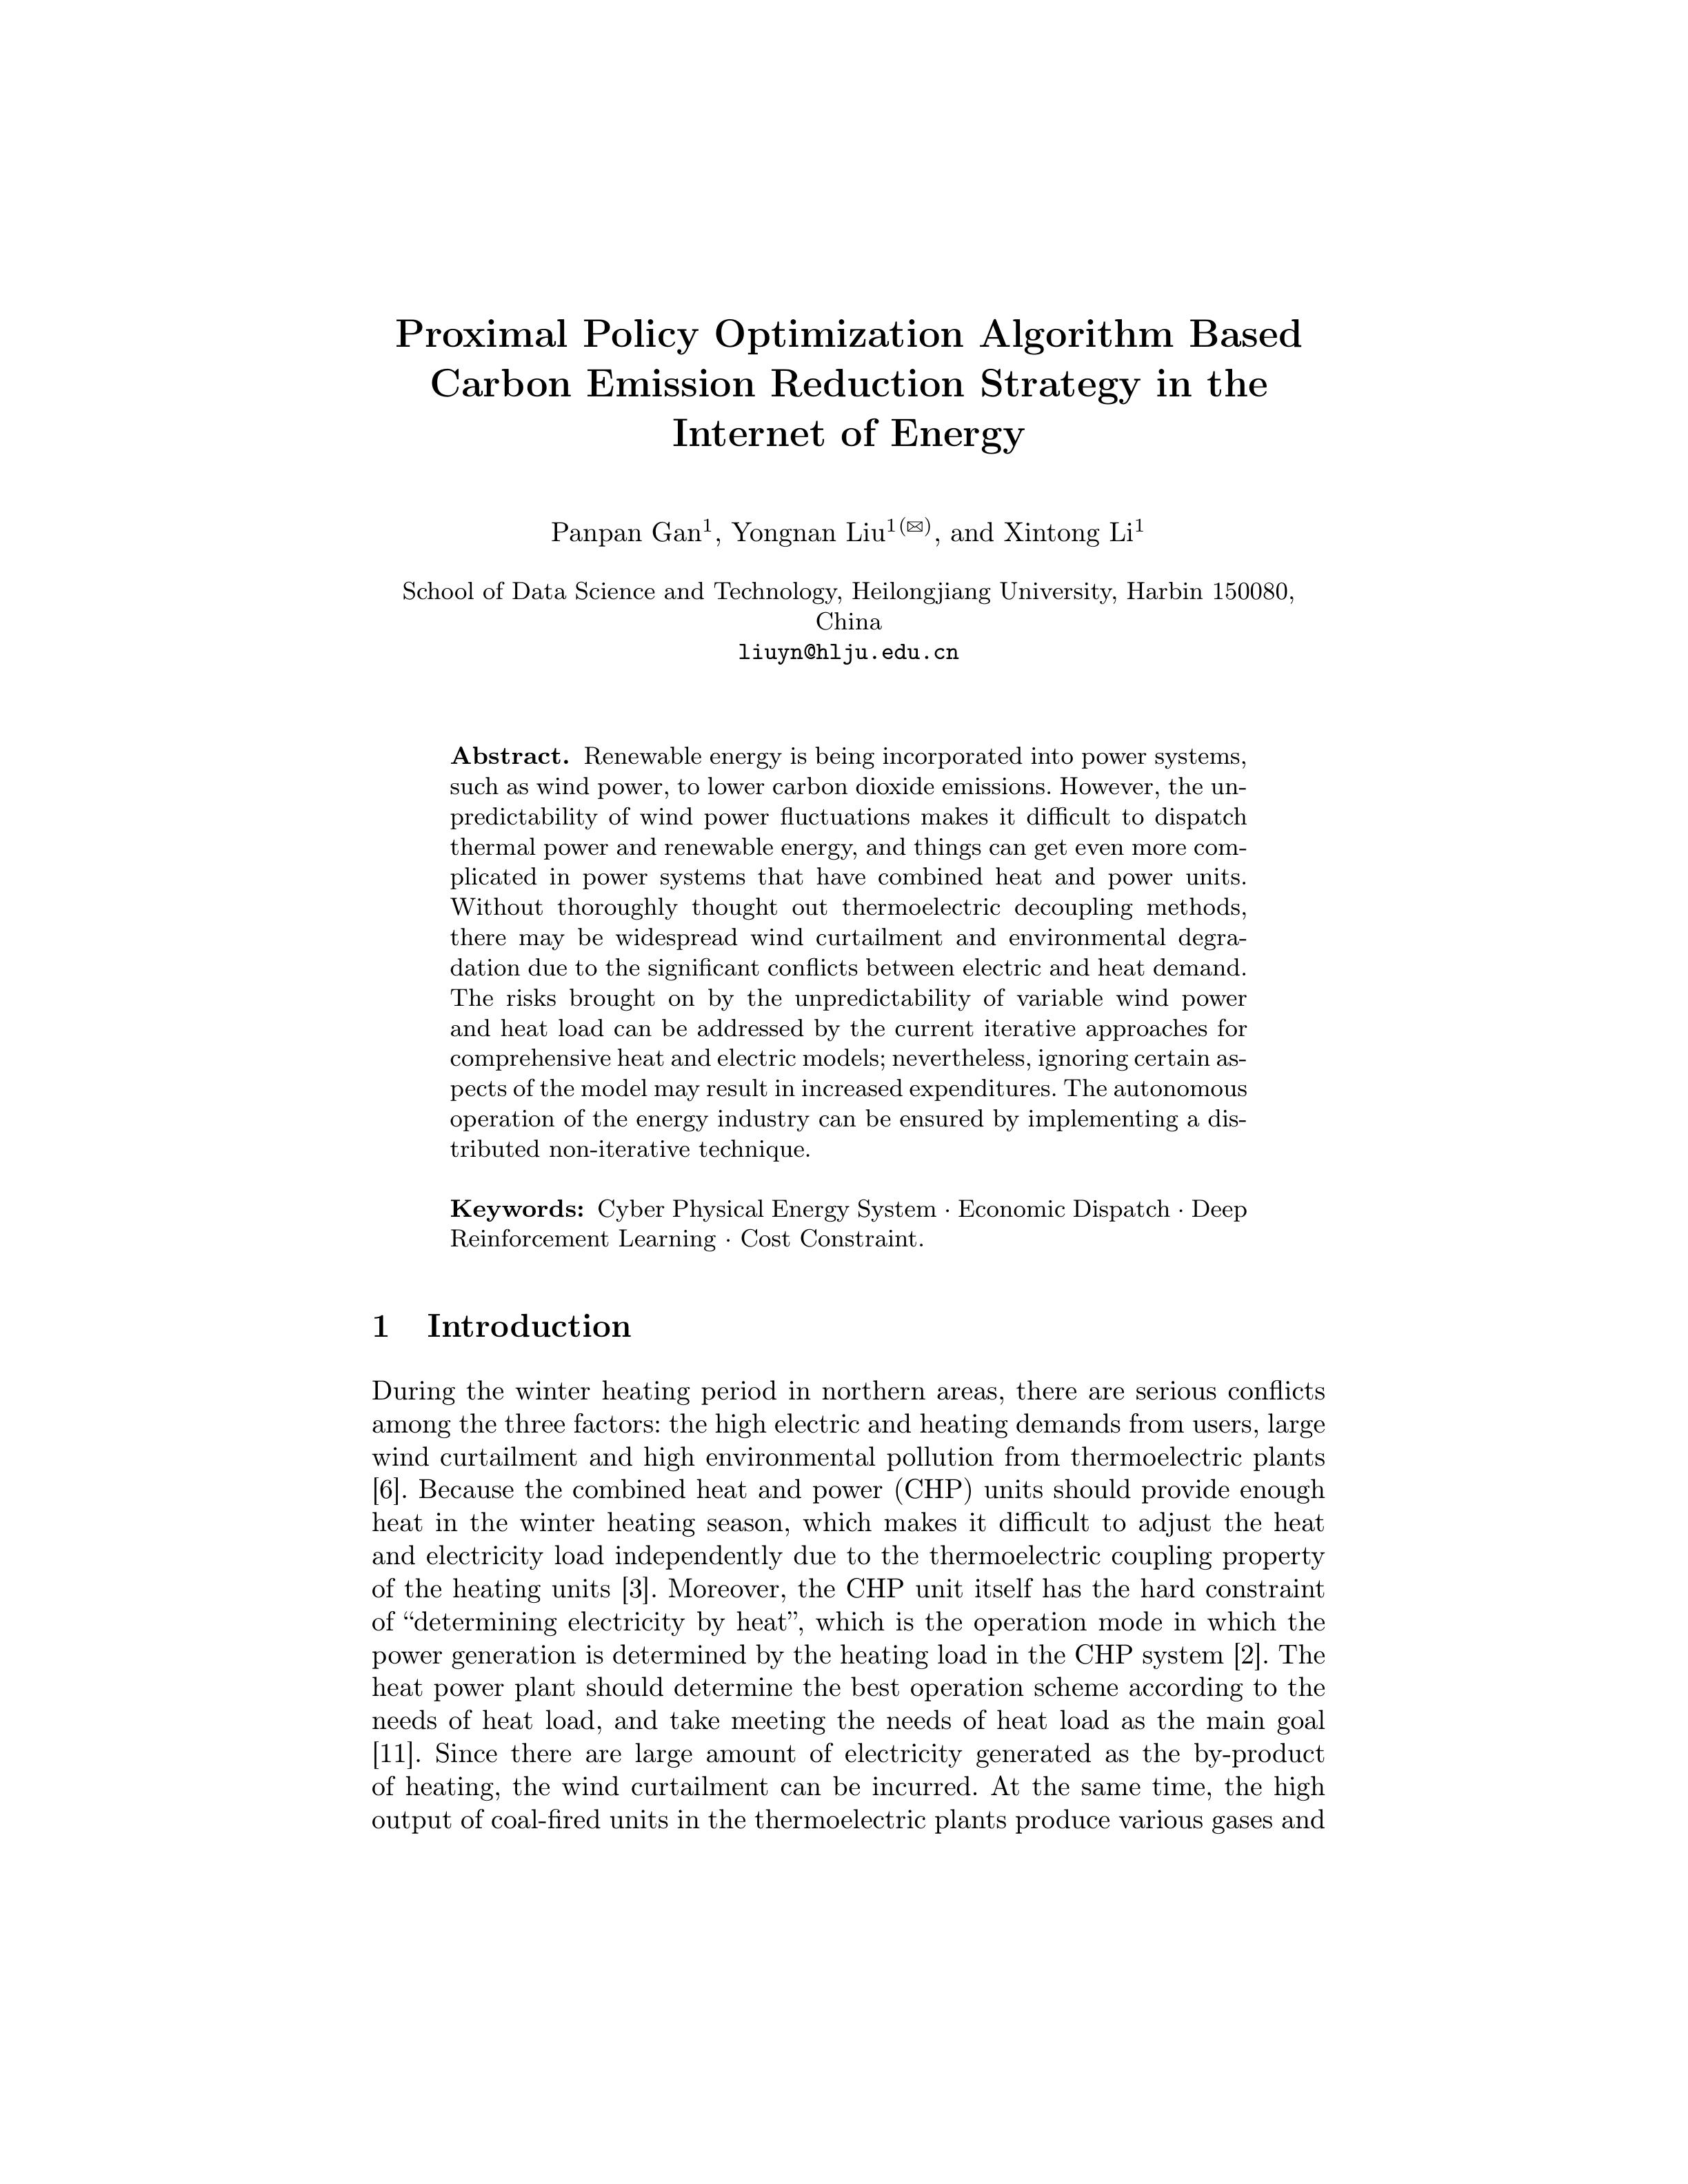 Proximal Policy Optimization Algorithm Based
Carbon Emission Reduction Strategy in the
Internet of Energy
Panpan Gan1, Yongnan Liu1(✉), and Xintong Li1
School of Data Science and Technology, Heilongjiang University, Harbin 150080,
China
liuyn@hlju.edu.cn
Abstract. Renewable energy is being incorporated into power systems,
such as wind power, to lower carbon dioxide emissions. However, the un-
predictability of wind power fluctuations makes it difficult to dispatch
thermal power and renewable energy, and things can get even more com-
plicated in power systems that have combined heat and power units.
Without thoroughly thought out thermoelectric decoupling methods,
there may be widespread wind curtailment and environmental degra-
dation due to the significant conflicts between electric and heat demand.
The risks brought on by the unpredictability of variable wind power
and heat load can be addressed by the current iterative approaches for
comprehensive heat and electric models; nevertheless, ignoring certain as-
pects of the model may result in increased expenditures. The autonomous
operation of the energy industry can be ensured by implementing a dis-
tributed non-iterative technique.
Keywords: Cyber Physical Energy System · Economic Dispatch · Deep
Reinforcement Learning · Cost Constraint.
1 Introduction
During the winter heating period in northern areas, there are serious conflicts
among the three factors: the high electric and heating demands from users, large
wind curtailment and high environmental pollution from thermoelectric plants
[6]. Because the combined heat and power (CHP) units should provide enough
heat in the winter heating season, which makes it difficult to adjust the heat
and electricity load independently due to the thermoelectric coupling property
of the heating units [3]. Moreover, the CHP unit itself has the hard constraint
of “determining electricity by heat”, which is the operation mode in which the
power generation is determined by the heating load in the CHP system [2]. The
heat power plant should determine the best operation scheme according to the
needs of heat load, and take meeting the needs of heat load as the main goal
[11]. Since there are large amount of electricity generated as the by-product
of heating, the wind curtailment can be incurred. At the same time, the high
output of coal-fired units in the thermoelectric plants produce various gases and